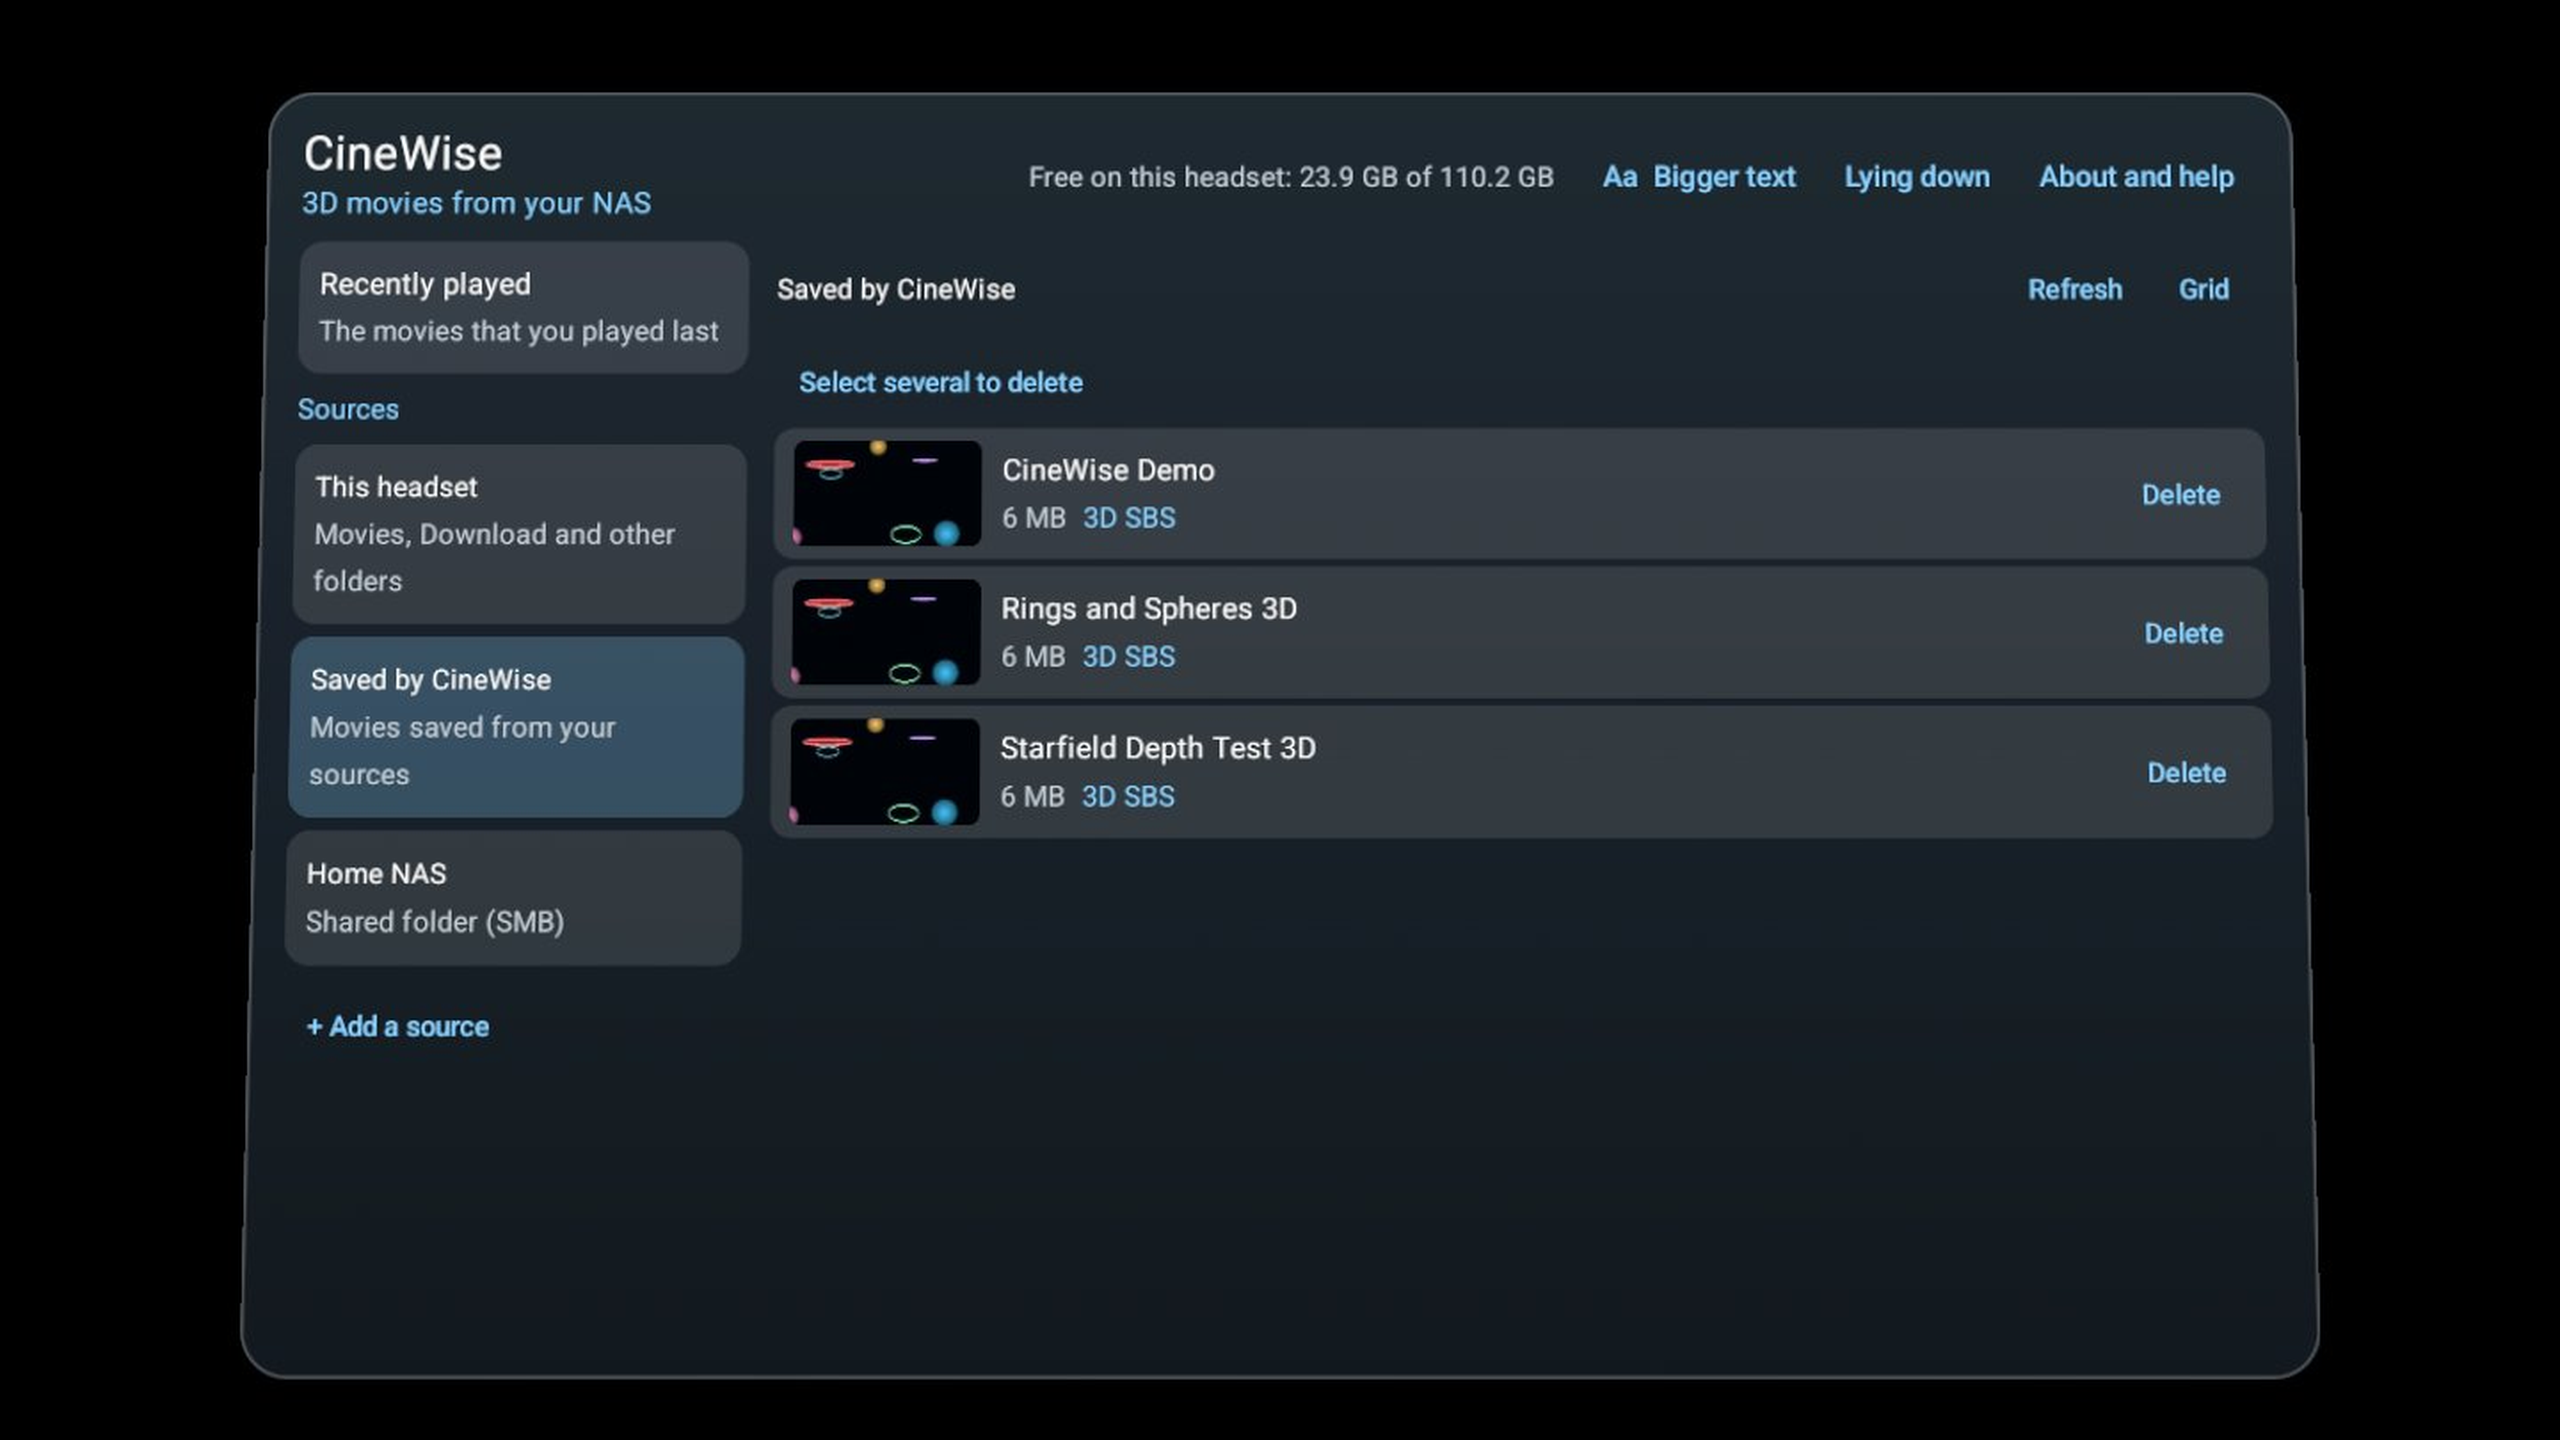 CineWise
3D movies from your NAS
Free on this headset: 23.9 GB of 110.2 GB
Aa Bigger text
Lying down
About and help
Recently played
The movies that you played last
Sources
This headset
Movies, Download and other
folders
Saved by CineWise
Movies saved from your
sources
Home NAS
Shared folder (SMB)
+ Add a source
Saved by CineWise
Refresh
Grid
Select several to delete
CineWise Demo
6 MB 3D SBS
Delete
Rings and Spheres 3D
6 MB 3D SBS
Delete
Starfield Depth Test 3D
6 MB 3D SBS
Delete